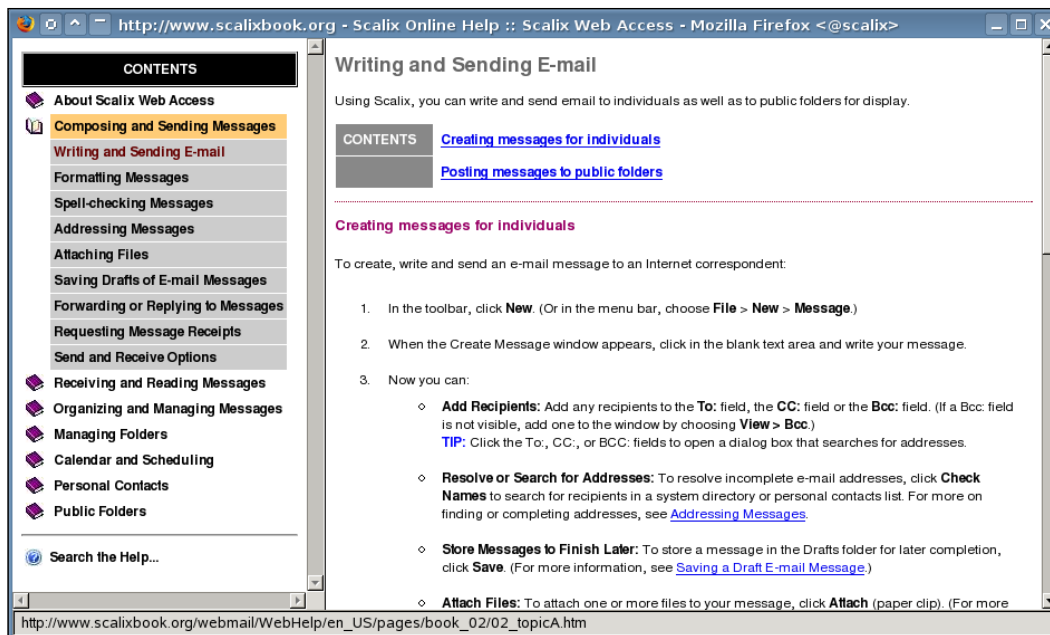 http://www.scalixbook.org - Scalix Online Help :: Scalix Web Access - Mozilla Firefox <@scalix>
CONTENTS
About Scalix Web Access
Composing and Sending Messages
Writing and Sending E-mail
Formatting Messages
Spell-checking Messages
Addressing Messages
Attaching Files
Saving Drafts of E-mail Messages
Forwarding or Replying to Messages
Requesting Message Receipts
Send and Receive Options
Receiving and Reading Messages
Organizing and Managing Messages
Managing Folders
Calendar and Scheduling
Personal Contacts
Public Folders
Search the Help...
Writing and Sending E-mail
Using Scalix, you can write and send email to individuals as well as to public folders for display.
CONTENTS
Creating messages for individuals
Posting messages to public folders
Creating messages for individuals
To create, write and send an e-mail message to an Internet correspondent:
1. In the toolbar, click New. (Or in the menu bar, choose File > New > Message.)
2. When the Create Message window appears, click in the blank text area and write your message.
3. Now you can:
Add Recipients: Add any recipients to the To: field, the CC: field or the Bcc: field. (If a Bcc: field
is not visible, add one to the window by choosing View > Bcc.)
TIP: Click the To:, CC:, or BCC: fields to open a dialog box that searches for addresses.
Resolve or Search for Addresses: To resolve incomplete e-mail addresses, click Check
Names to search for recipients in a system directory or personal contacts list. For more on
finding or completing addresses, see Addressing Messages.
Store Messages to Finish Later: To store a message in the Drafts folder for later completion,
click Save. (For more information, see Saving a Draft E-mail Message.)
Attach Files: To attach one or more files to your message, click Attach (paper clip). (For more
http://www.scalixbook.org/webmail/WebHelp/en_US/pages/book_02/02_topicA.htm